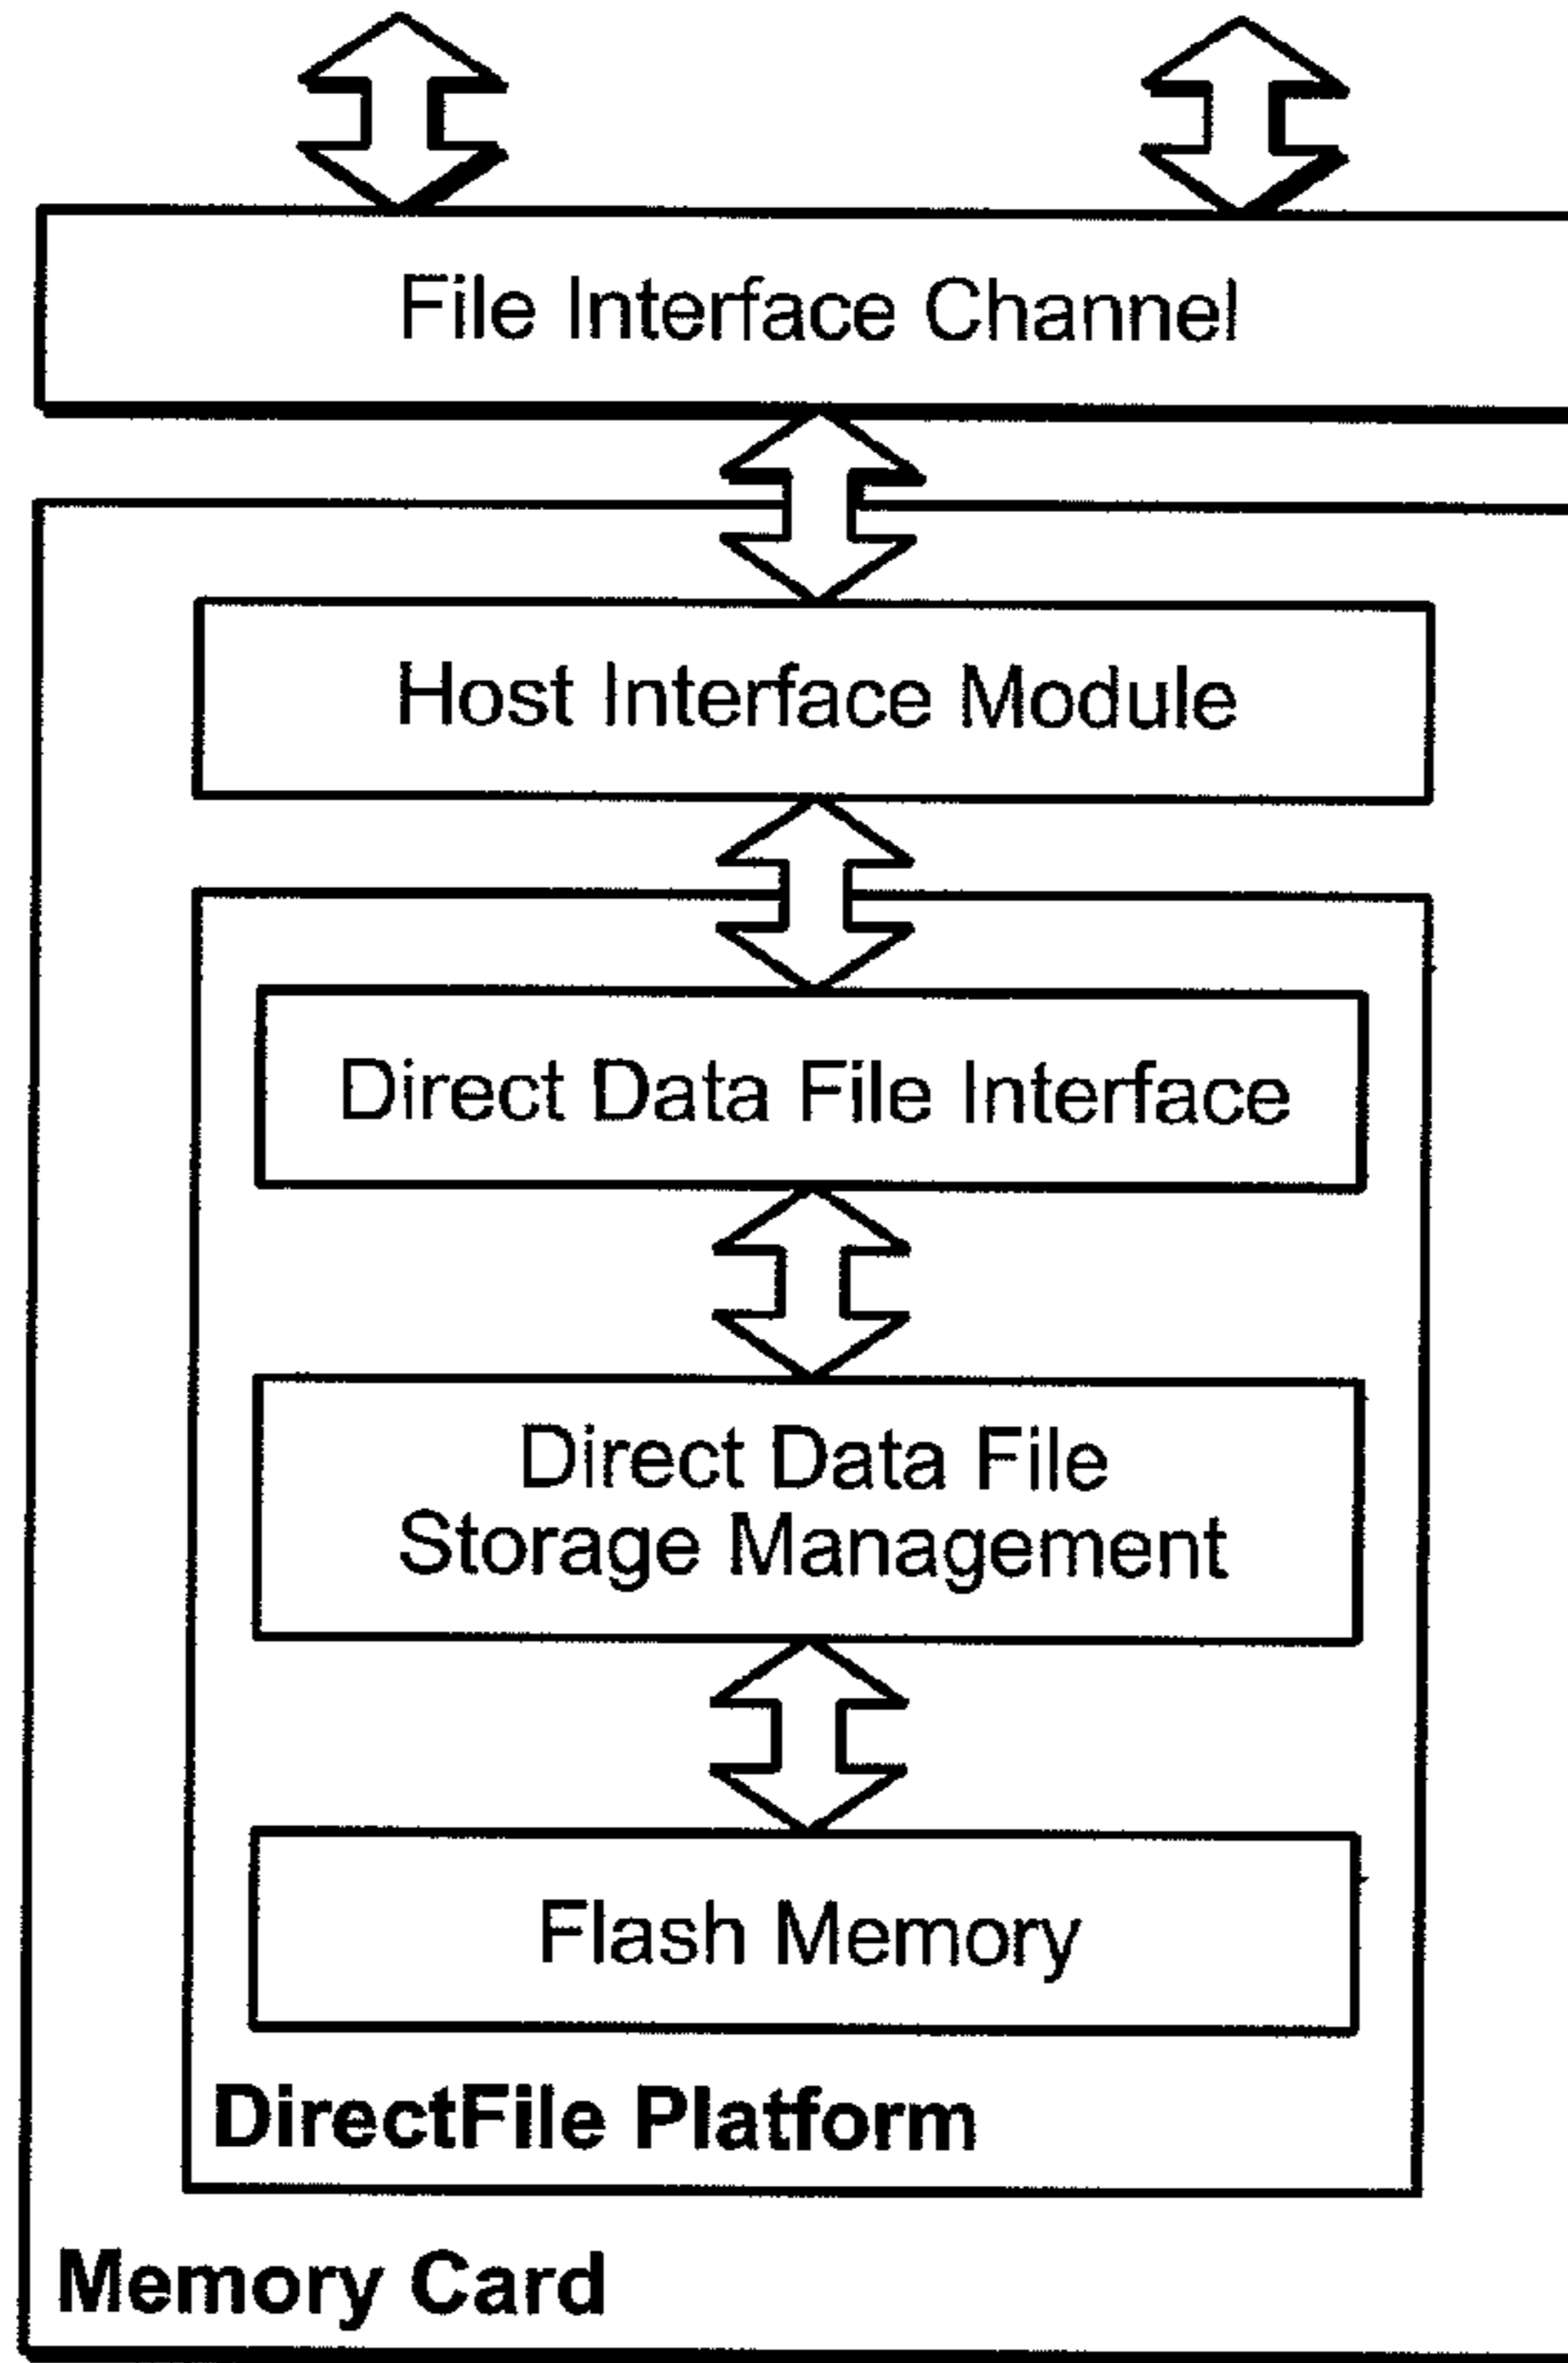 File Interface Channel
Host Interface Module
Direct Data File Interface
Direct Data File
Storage Management
Flash Memory
DirectFile Platform
Memory Card